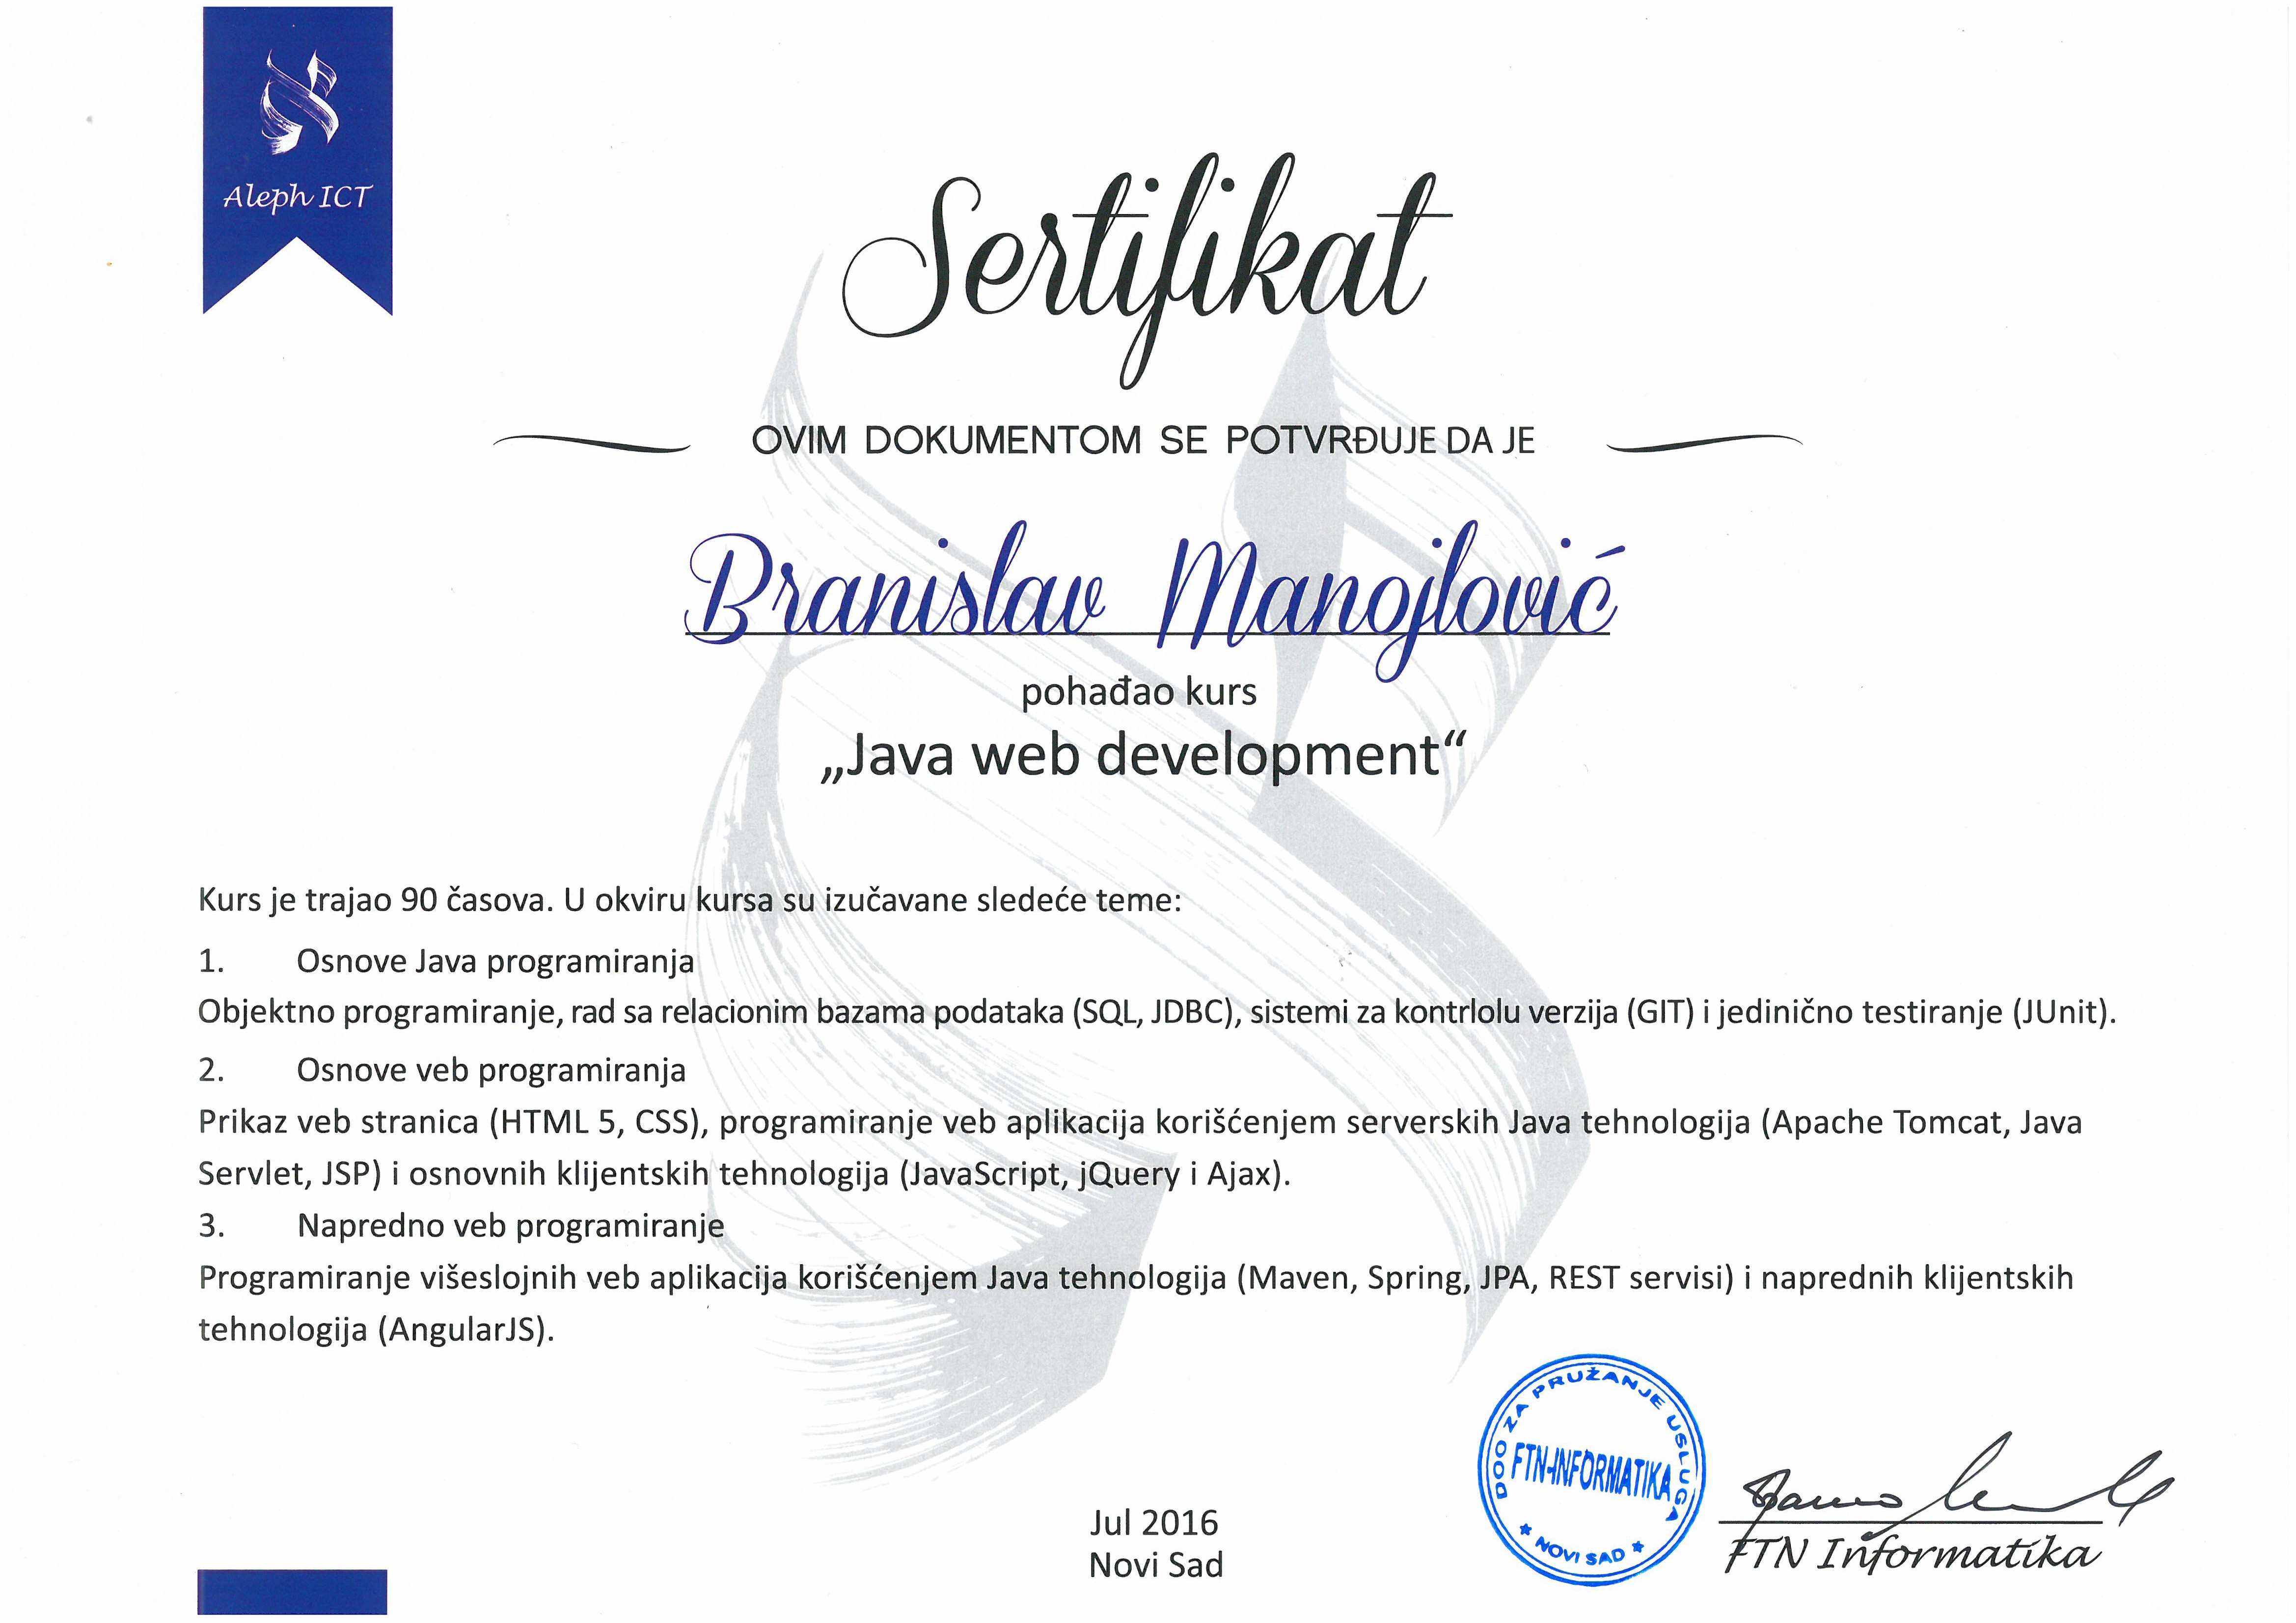 Aleph ICT
Sertifikat
OVIM DOKUMENTOM SE POTVRĐUJE DA JE
Branislav Manojlović
pohađao kurs
„Java web development“
Kurs je trajao 90 časova. U okviru kursa su izučavane sledeće teme:
1. Osnove Java programiranja
Objektno programiranje, rad sa relacionim bazama podataka (SQL, JDBC), sistemi za kontrlolu verzija (GIT) i jedinično testiranje (JUnit).
2. Osnove veb programiranja
Prikaz veb stranica (HTML 5, CSS), programiranje veb aplikacija korišćenjem serverskih Java tehnologija (Apache Tomcat, Java
Servlet, JSP) i osnovnih klijentskih tehnologija (JavaScript, jQuery i Ajax).
3. Napredno veb programiranje
Programiranje višeslojnih veb aplikacija korišćenjem Java tehnologija (Maven, Spring, JPA, REST servisi) i naprednih klijentskih
tehnologija (AngularJS).
DOO ZA PRUŽANJE USLUGA
FTN-INFORMATIKA
NOVI SAD
Jul 2016
Novi Sad
FTN Informatika